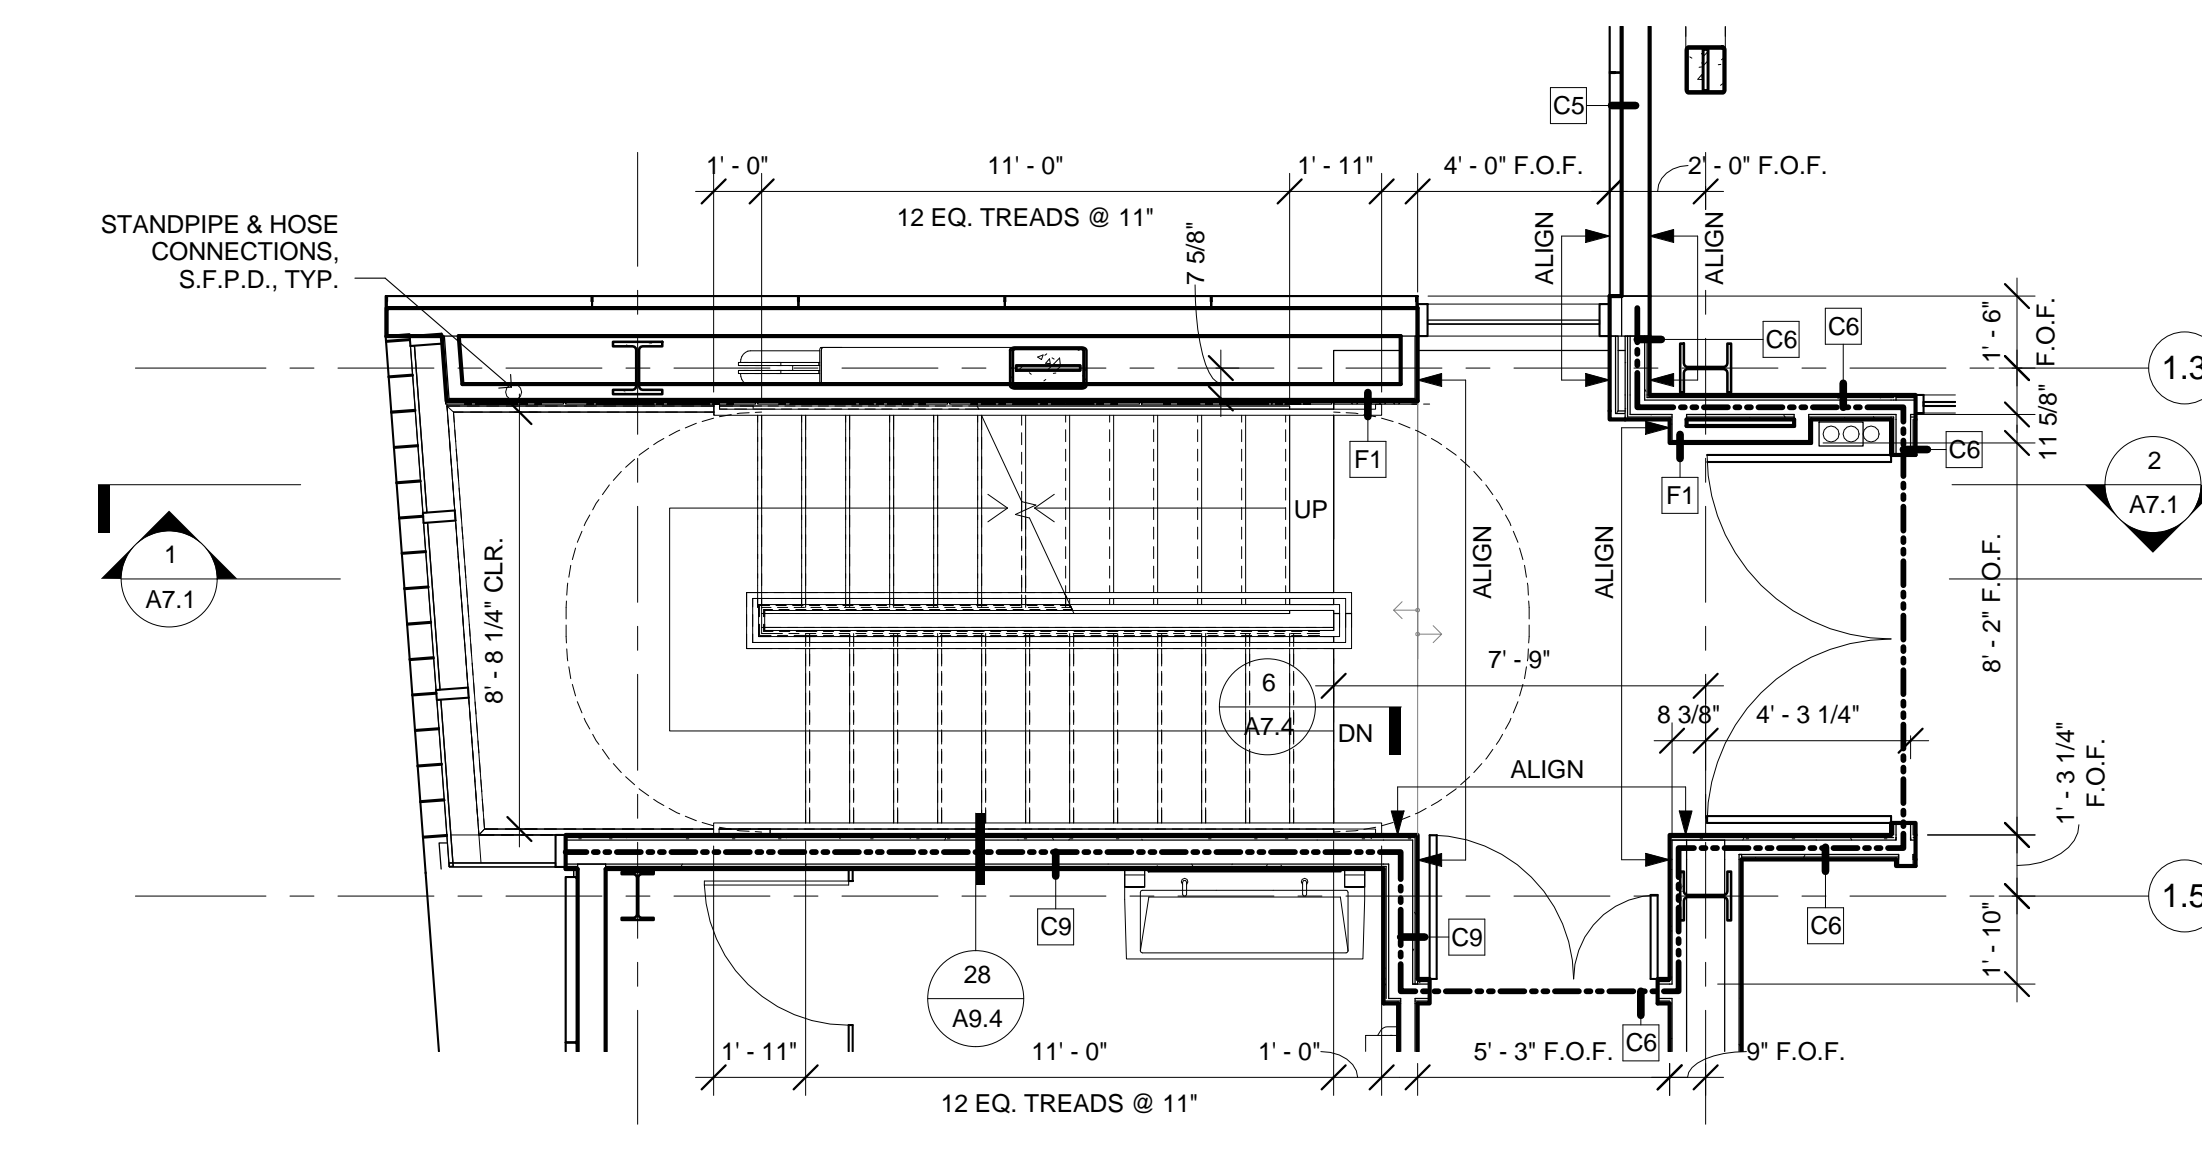 C5
1' - 0"
11' - 0"
1' - 11"
4' - 0" F.O.F.
2' - 0" F.O.F.
12 EQ. TREADS @ 11"
STANDPIPE & HOSE
CONNECTIONS,
S.F.P.D., TYP.
7 5/8"
ALIGN
ALIGN
C6
C6
1' - 6"
F.O.F.
1.3
11 5/8"
F1
C6
F1
2
A7.1
UP
1
A7.1
8' - 8 1/4" CLR.
ALIGN
ALIGN
8' - 2" F.O.F.
7' - 9"
6
A7.4
DN
8 3/8"
4' - 3 1/4"
ALIGN
1' - 3 1/4"
F.O.F.
1.5
C9
C9
C6
1' - 10"
28
A9.4
C6
1' - 11"
11' - 0"
1' - 0"
5' - 3" F.O.F.
9" F.O.F.
12 EQ. TREADS @ 11"